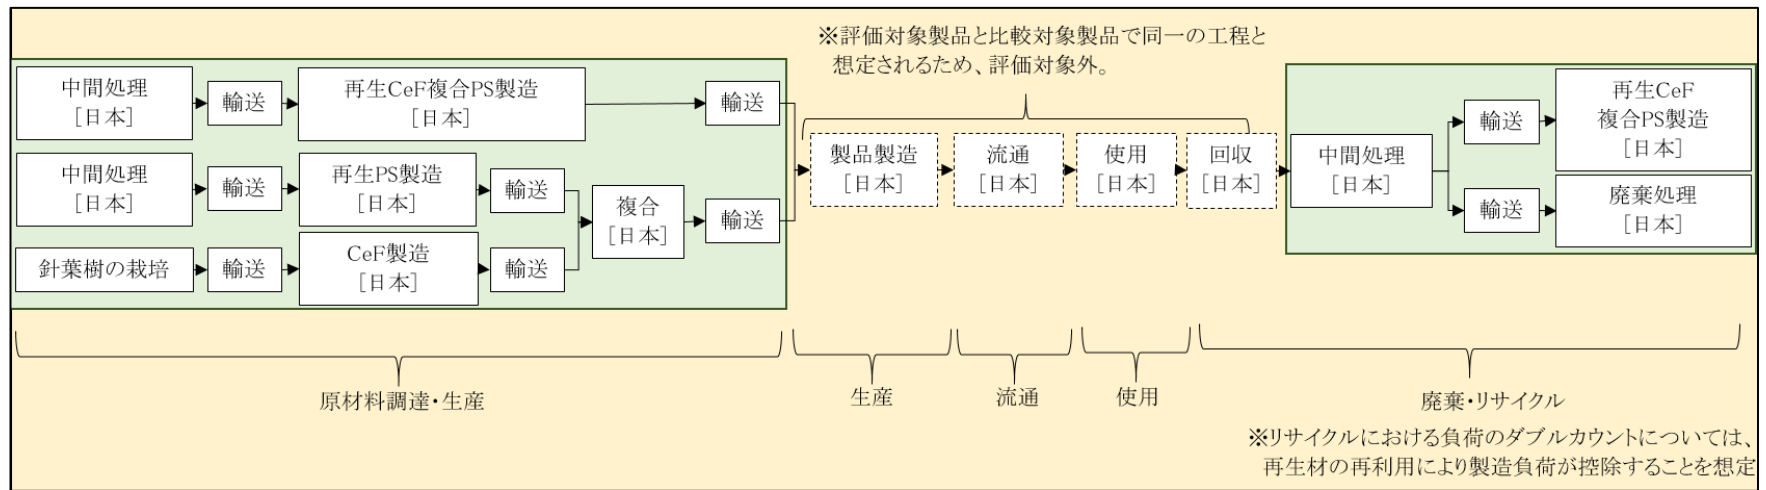 ※評価対象製品と比較対象製品で同一の工程と
想定されるため、評価対象外。
中間処理
[日本]
輸送
再生CeF複合PS製造
[日本]
輸送
中間処理
[日本]
輸送
再生PS製造
[日本]
輸送
針葉樹の栽培
輸送
CeF製造
[日本]
輸送
複合
[日本]
輸送
製品製造
[日本]
流通
[日本]
使用
[日本]
回収
[日本]
中間処理
[日本]
輸送
再生CeF
複合PS製造
[日本]
輸送
廃棄処理
[日本]
原材料調達・生産
生産
流通
使用
廃棄・リサイクル
※リサイクルにおける負荷のダブルカウントについては、
再生材の再利用により製造負荷が控除することを想定